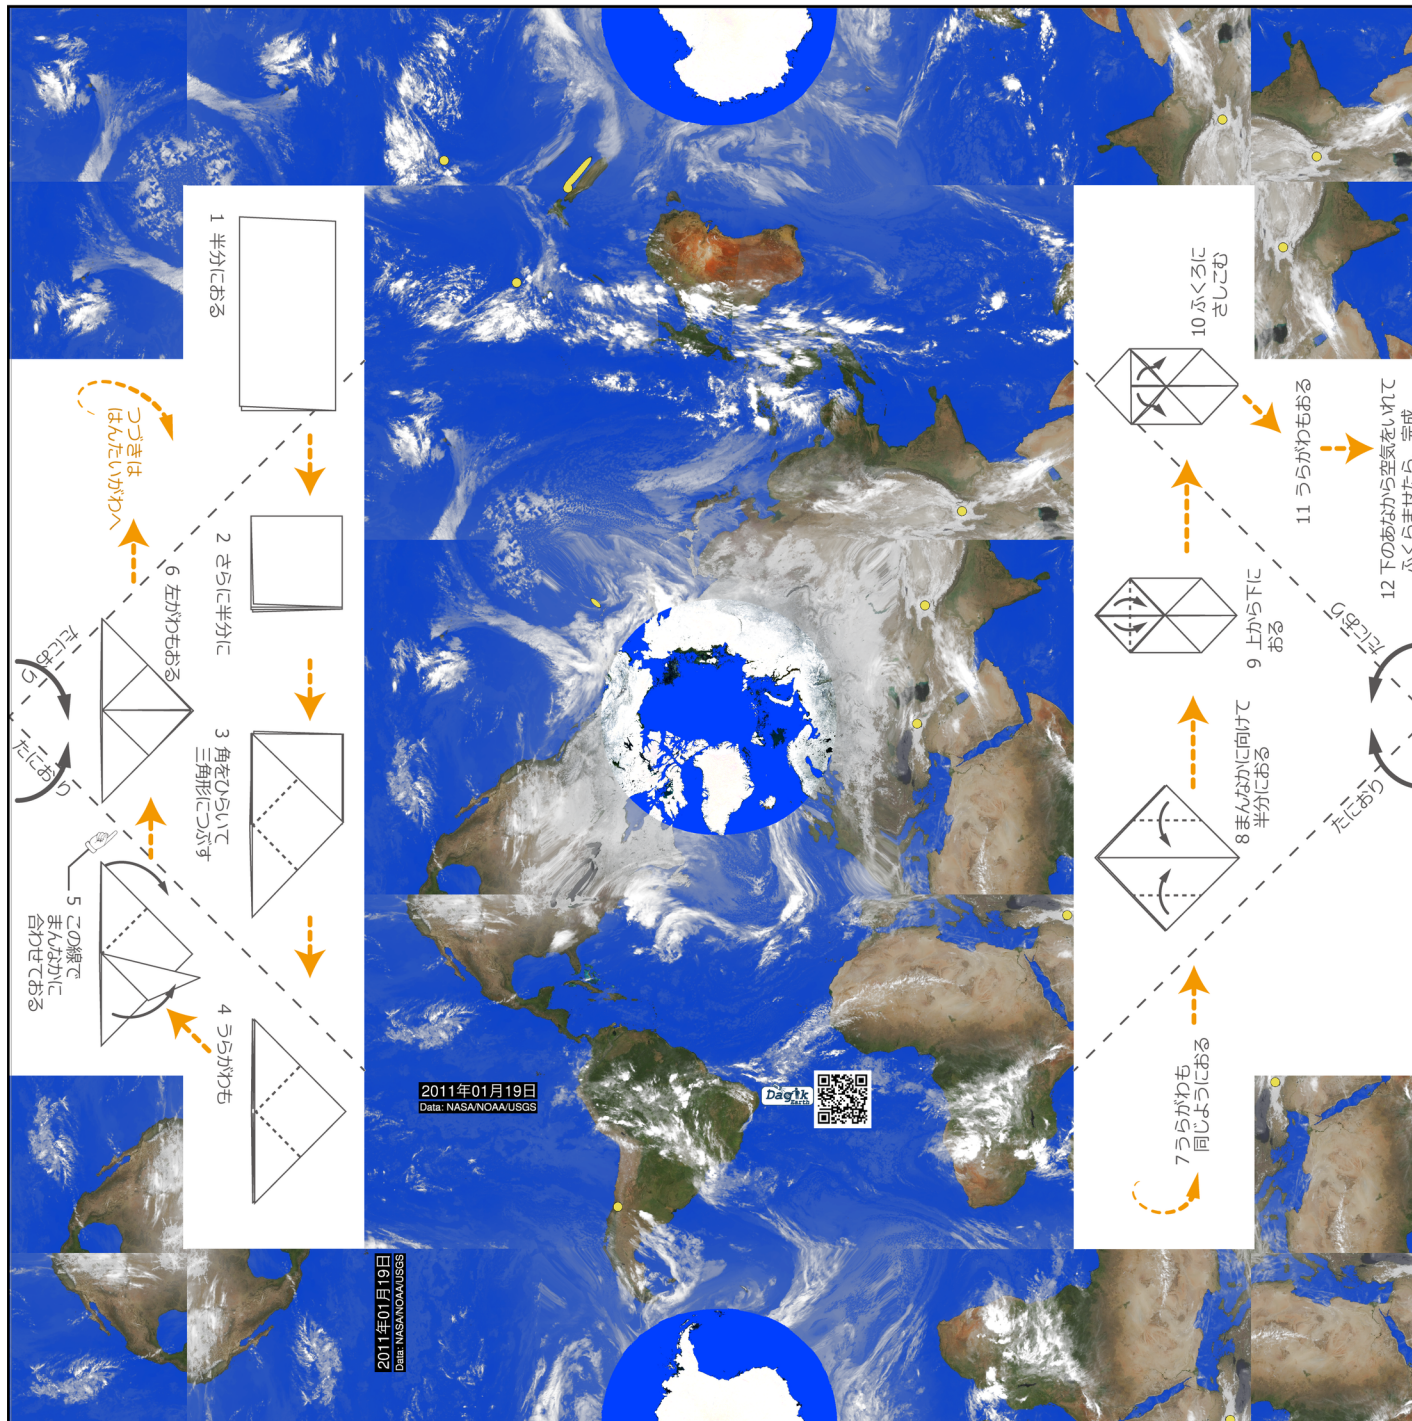 1 半分におる
2 さらに半分に
3 角をひらいて
三角形につぶす
4 うらがわも
5 この線で
まんなかに
合わせておる
6 左がわもおる
つづきは
はんたいがわへ
たにおり
たにおり
7 うらがわも
同じようにおる
8 まんなかに向けて
半分におる
9 上から下に
おる
10 ふくろに
さしこむ
11 うらがわもおる
12 下のあなから空気をいれて
ふくらませたら、完成
たにおり
たにおり
2011年01月19日
Data: NASA/NOAA/USGS
Dagik
Earth
2011年01月19日
Data: NASA/NOAA/USGS